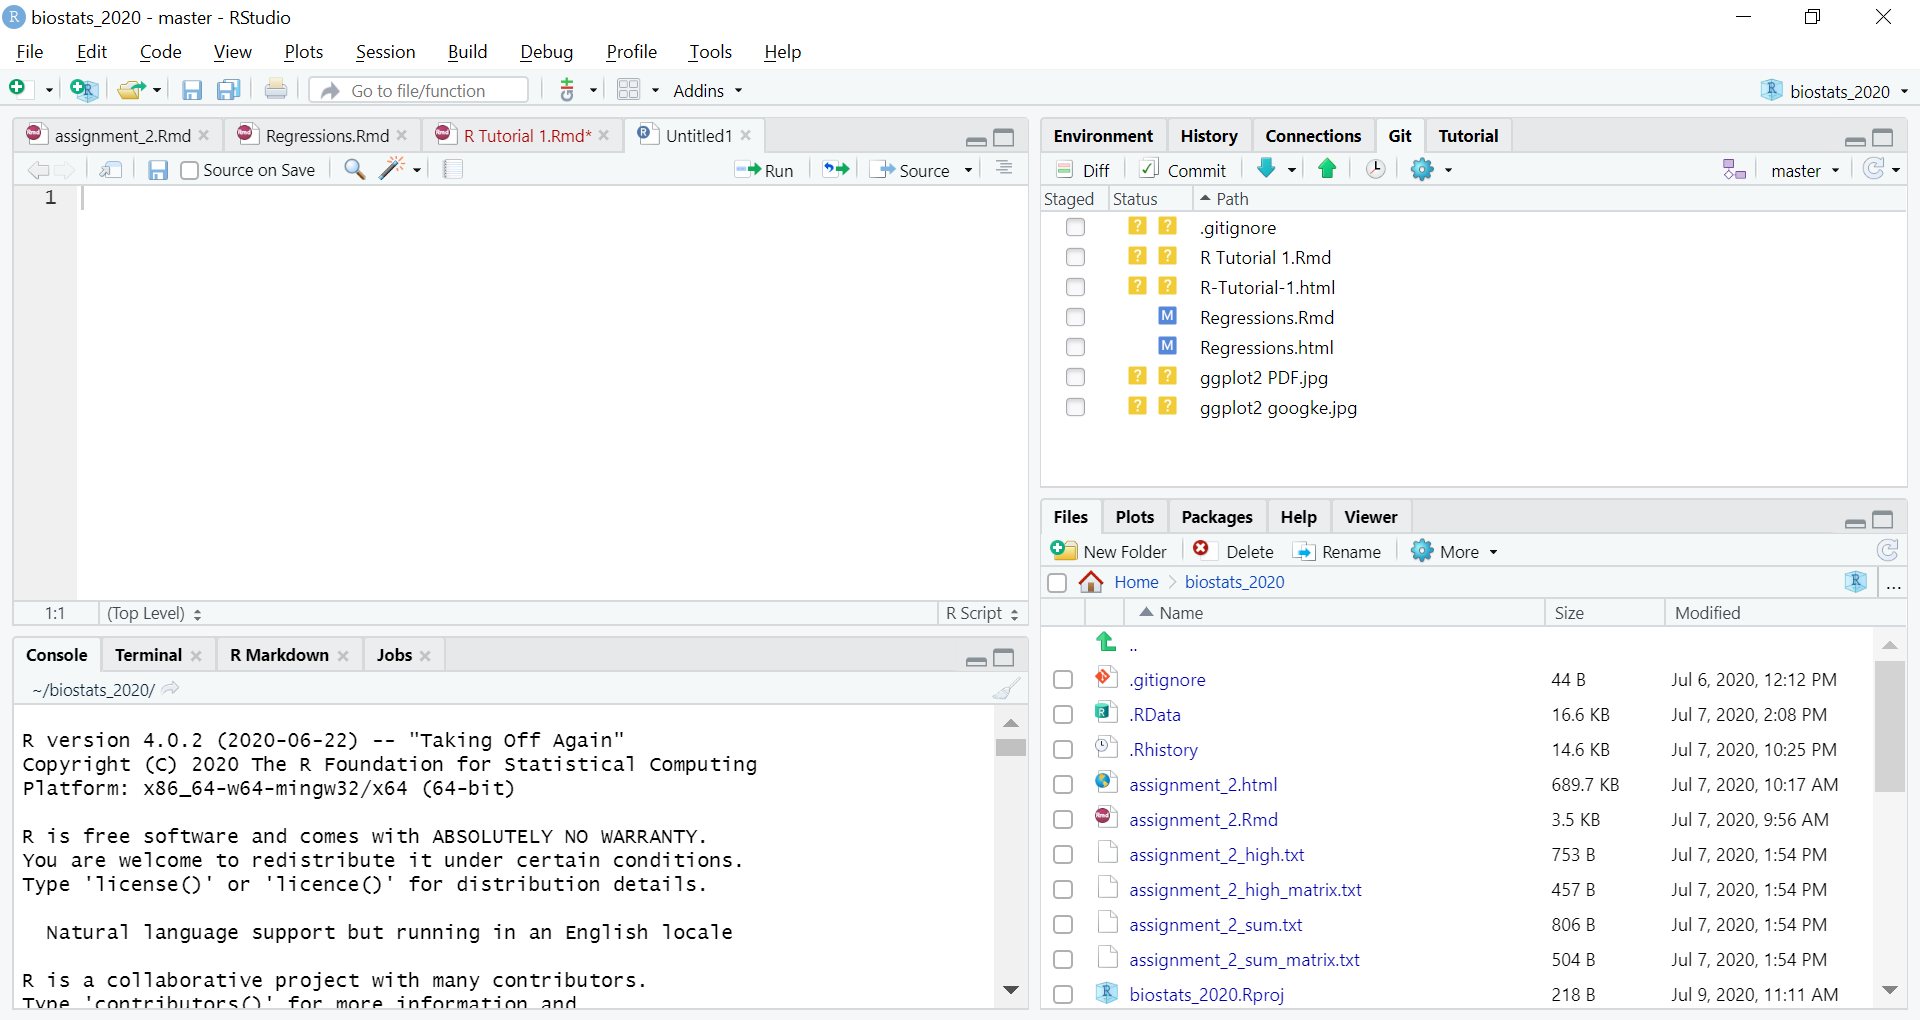 biostats_2020 - master - RStudio
File Edit Code View Plots Session Build Debug Profile Tools Help
Go to file/function Addins biostats_2020
assignment_2.Rmd Regressions.Rmd R Tutorial 1.Rmd* Untitled1
Source on Save Run Source
1
1:1 (Top Level) R Script
Console Terminal R Markdown Jobs
~/biostats_2020/
R version 4.0.2 (2020-06-22) -- "Taking Off Again"
Copyright (C) 2020 The R Foundation for Statistical Computing
Platform: x86_64-w64-mingw32/x64 (64-bit)
R is free software and comes with ABSOLUTELY NO WARRANTY.
You are welcome to redistribute it under certain conditions.
Type 'license()' or 'licence()' for distribution details.
Natural language support but running in an English locale
R is a collaborative project with many contributors.
Type 'contributors()' for more information and
Environment History Connections Git Tutorial
Diff Commit master
Staged Status Path
? ? .gitignore
? ? R Tutorial 1.Rmd
? ? R-Tutorial-1.html
M Regressions.Rmd
M Regressions.html
? ? ggplot2 PDF.jpg
? ? ggplot2 googke.jpg
Files Plots Packages Help Viewer
New Folder Delete Rename More
Home biostats_2020 ...
Name Size Modified
..
.gitignore 44 B Jul 6, 2020, 12:12 PM
.RData 16.6 KB Jul 7, 2020, 2:08 PM
.Rhistory 14.6 KB Jul 7, 2020, 10:25 PM
assignment_2.html 689.7 KB Jul 7, 2020, 10:17 AM
assignment_2.Rmd 3.5 KB Jul 7, 2020, 9:56 AM
assignment_2_high.txt 753 B Jul 7, 2020, 1:54 PM
assignment_2_high_matrix.txt 457 B Jul 7, 2020, 1:54 PM
assignment_2_sum.txt 806 B Jul 7, 2020, 1:54 PM
assignment_2_sum_matrix.txt 504 B Jul 7, 2020, 1:54 PM
biostats_2020.Rproj 218 B Jul 9, 2020, 11:11 AM